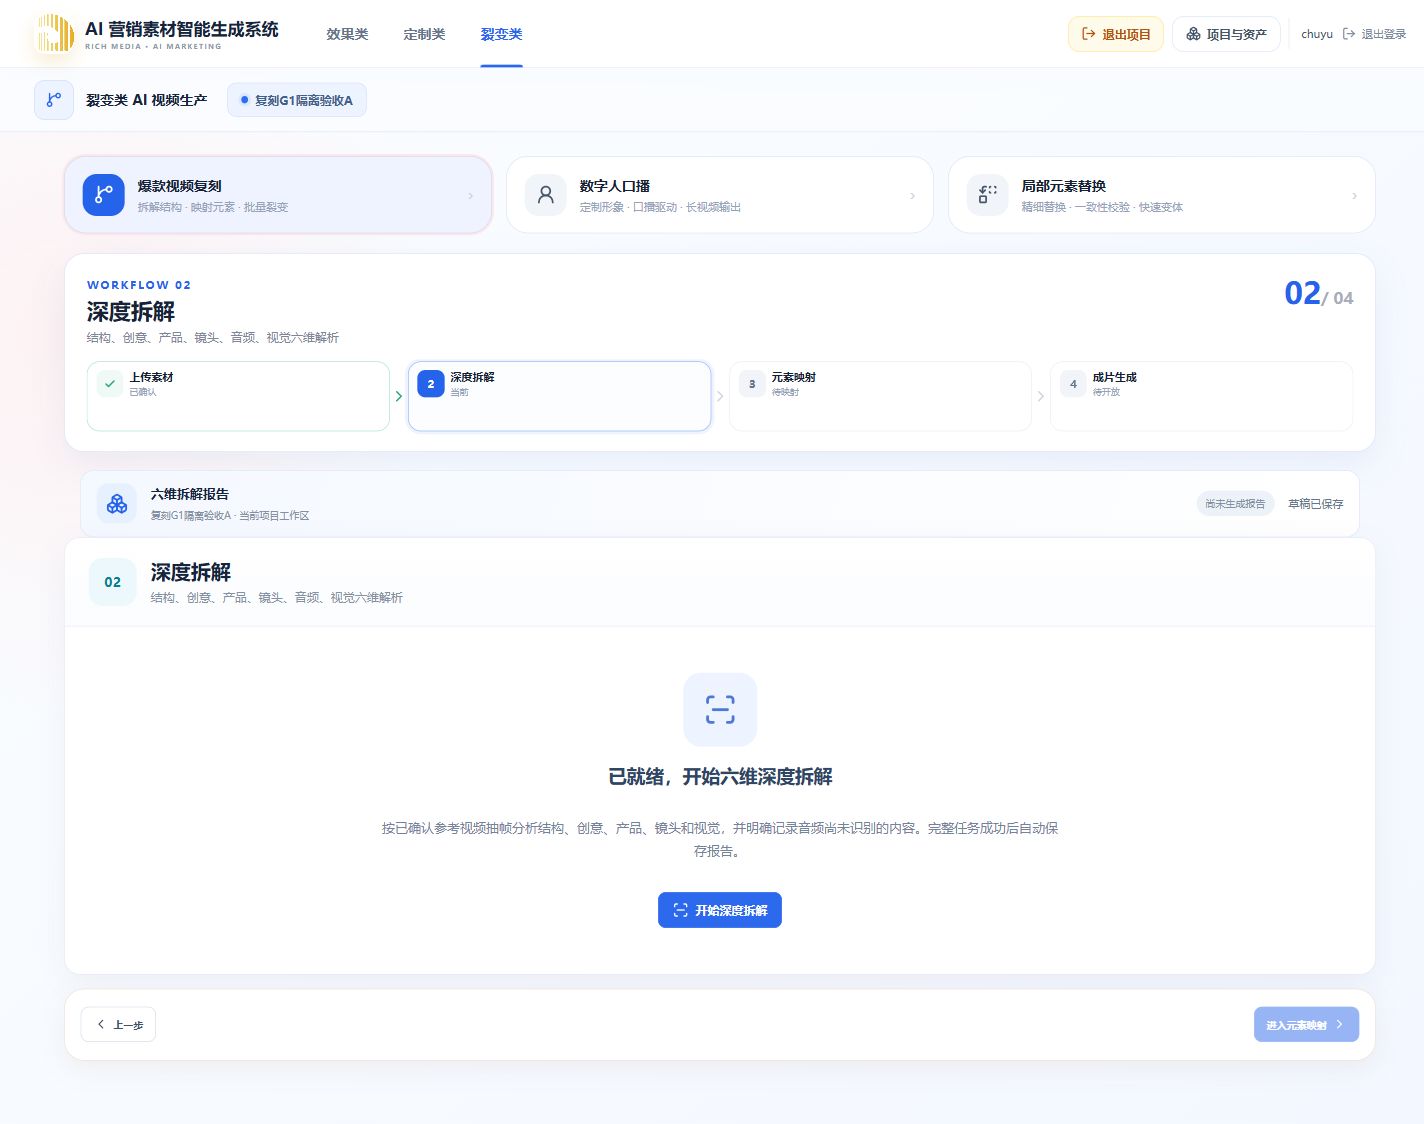 AI 营销素材智能生成系统
RICH MEDIA • AI MARKETING
效果类
定制类
裂变类
退出项目
项目与资产
chuyu
退出登录
裂变类 AI 视频生产
复刻G1隔离验收A
爆款视频复刻
拆解结构 · 映射元素 · 批量裂变
数字人口播
定制形象 · 口播驱动 · 长视频输出
局部元素替换
精细替换 · 一致性校验 · 快速变体
WORKFLOW 02
深度拆解
结构、创意、产品、镜头、音频、视觉六维解析
02 / 04
上传素材
已确认
2
深度拆解
当前
3
元素映射
待映射
4
成片生成
待开放
六维拆解报告
复刻G1隔离验收A · 当前项目工作区
尚未生成报告
草稿已保存
02
深度拆解
结构、创意、产品、镜头、音频、视觉六维解析
已就绪，开始六维深度拆解
按已确认参考视频抽帧分析结构、创意、产品、镜头和视觉，并明确记录音频尚未识别的内容。完整任务成功后自动保
存报告。
开始深度拆解
上一步
进入元素映射